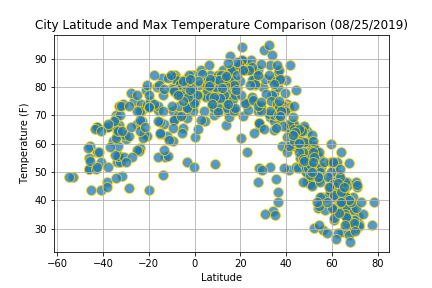 City Latitude and Max Temperature Comparison (08/25/2019)
90
80
70
60
50
40
30
Temperature (F)
−60 −40 −20 0 20 40 60 80
Latitude